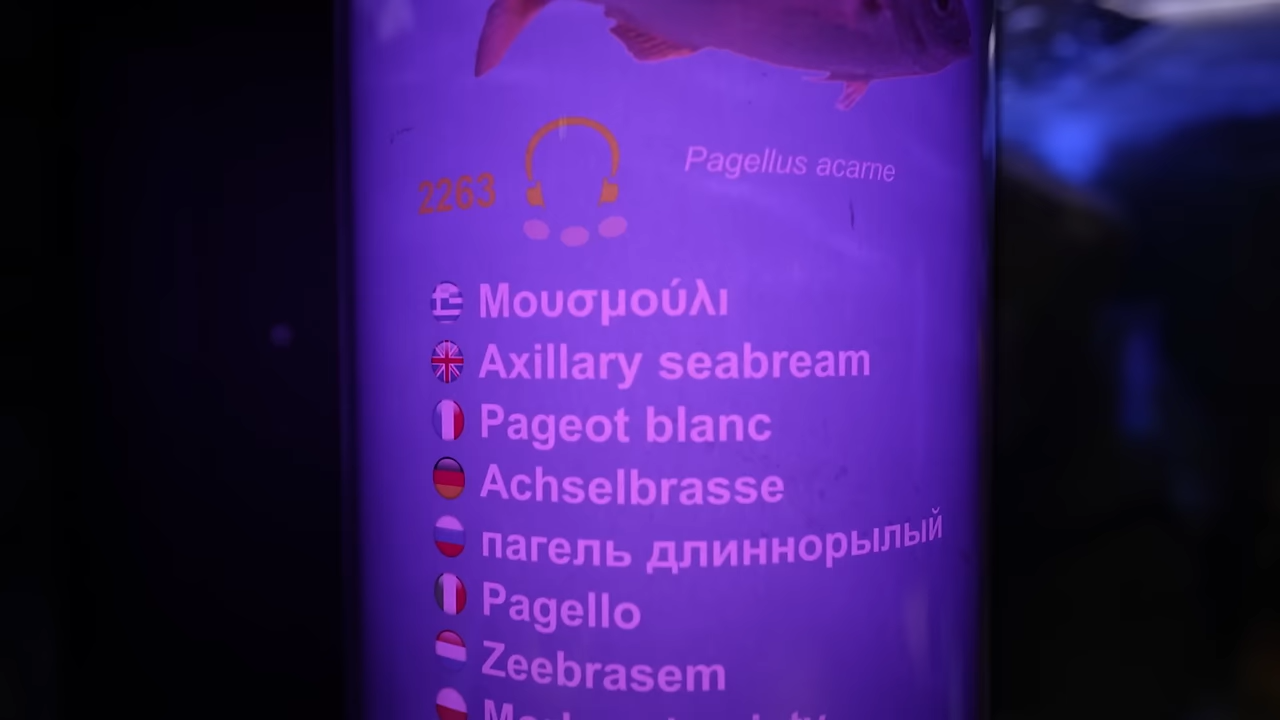 2263
Pagellus acarne
Μουσμούλι
Axillary seabream
Pageot blanc
Achselbrasse
пагель длиннорылый
Pagello
Zeebrasem